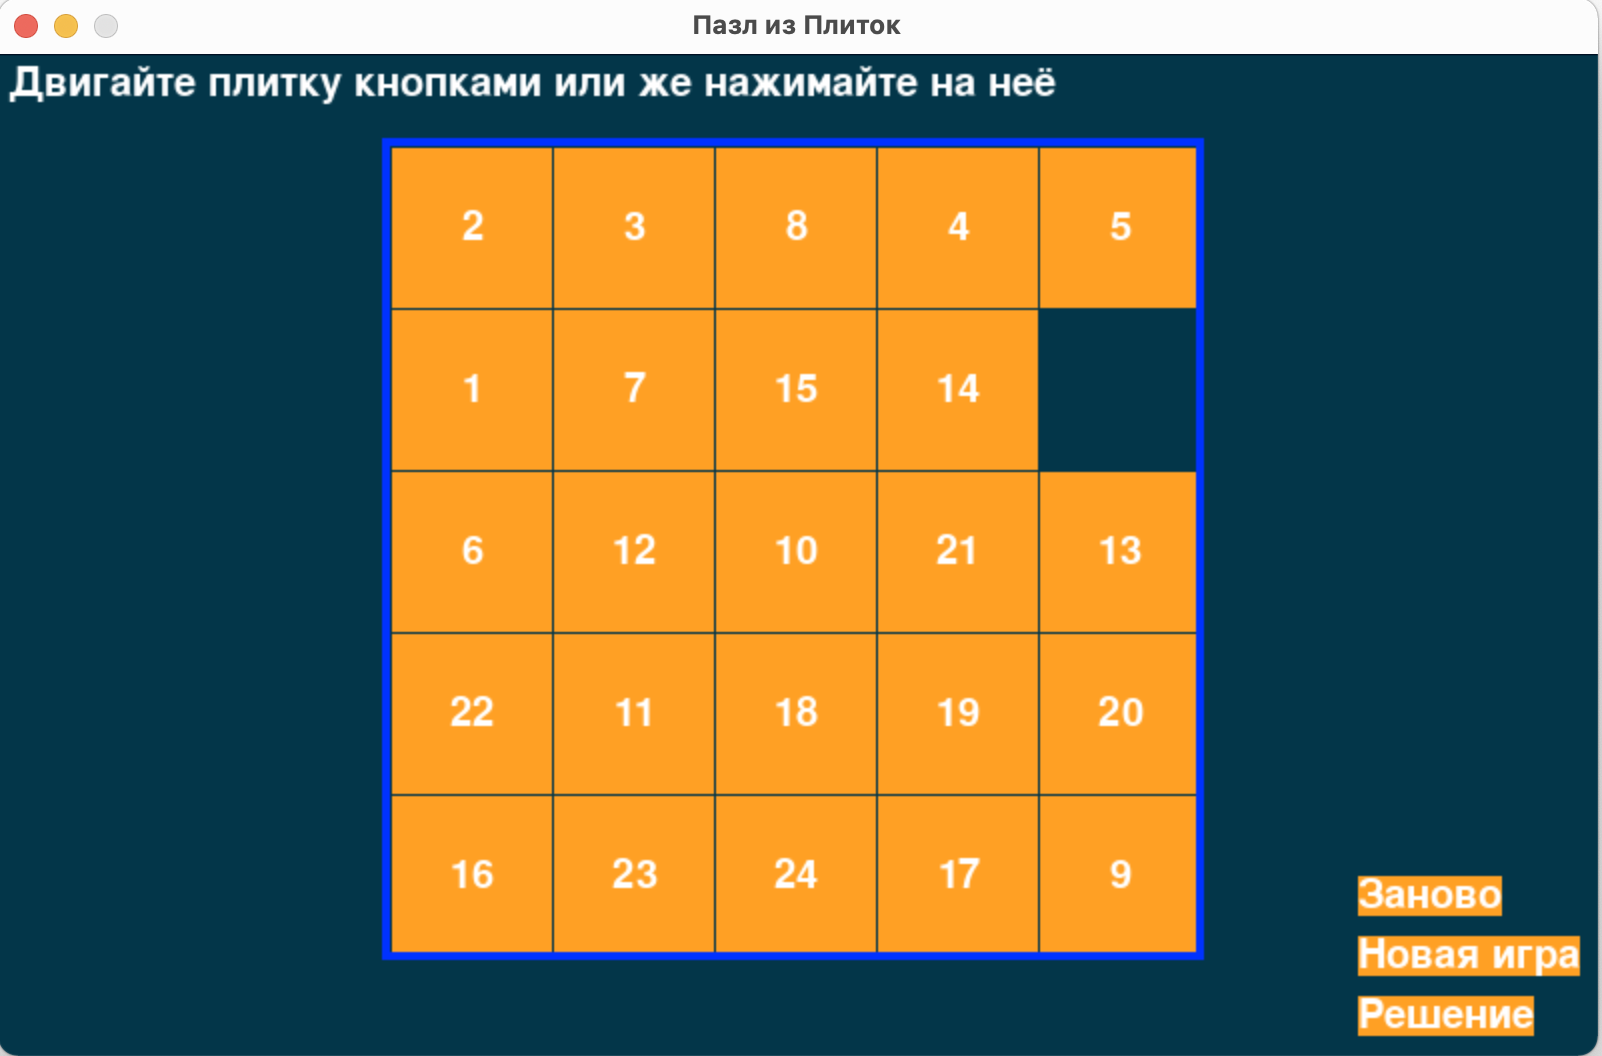 Пазл из Плиток
Двигайте плитку кнопками или же нажимайте на неё
2 3 8 4 5
1 7 15 14
6 12 10 21 13
22 11 18 19 20
16 23 24 17 9
Заново
Новая игра
Решение